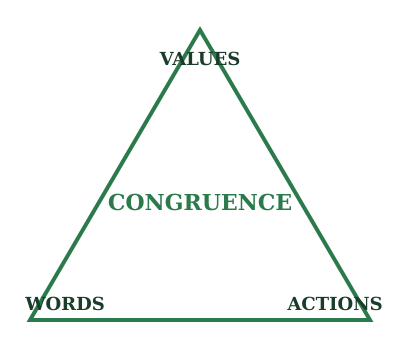 VALUES
CONGRUENCE
WORDS
ACTIONS